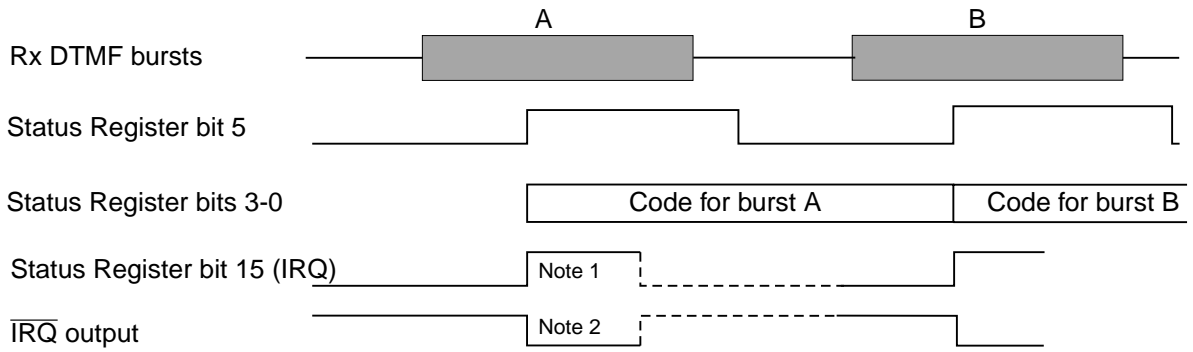 A
B
Rx DTMF bursts
Status Register bit 5
Status Register bits 3-0
Code for burst A
Code for burst B
Status Register bit 15 (IRQ)
Note 1
IRQ output
Note 2